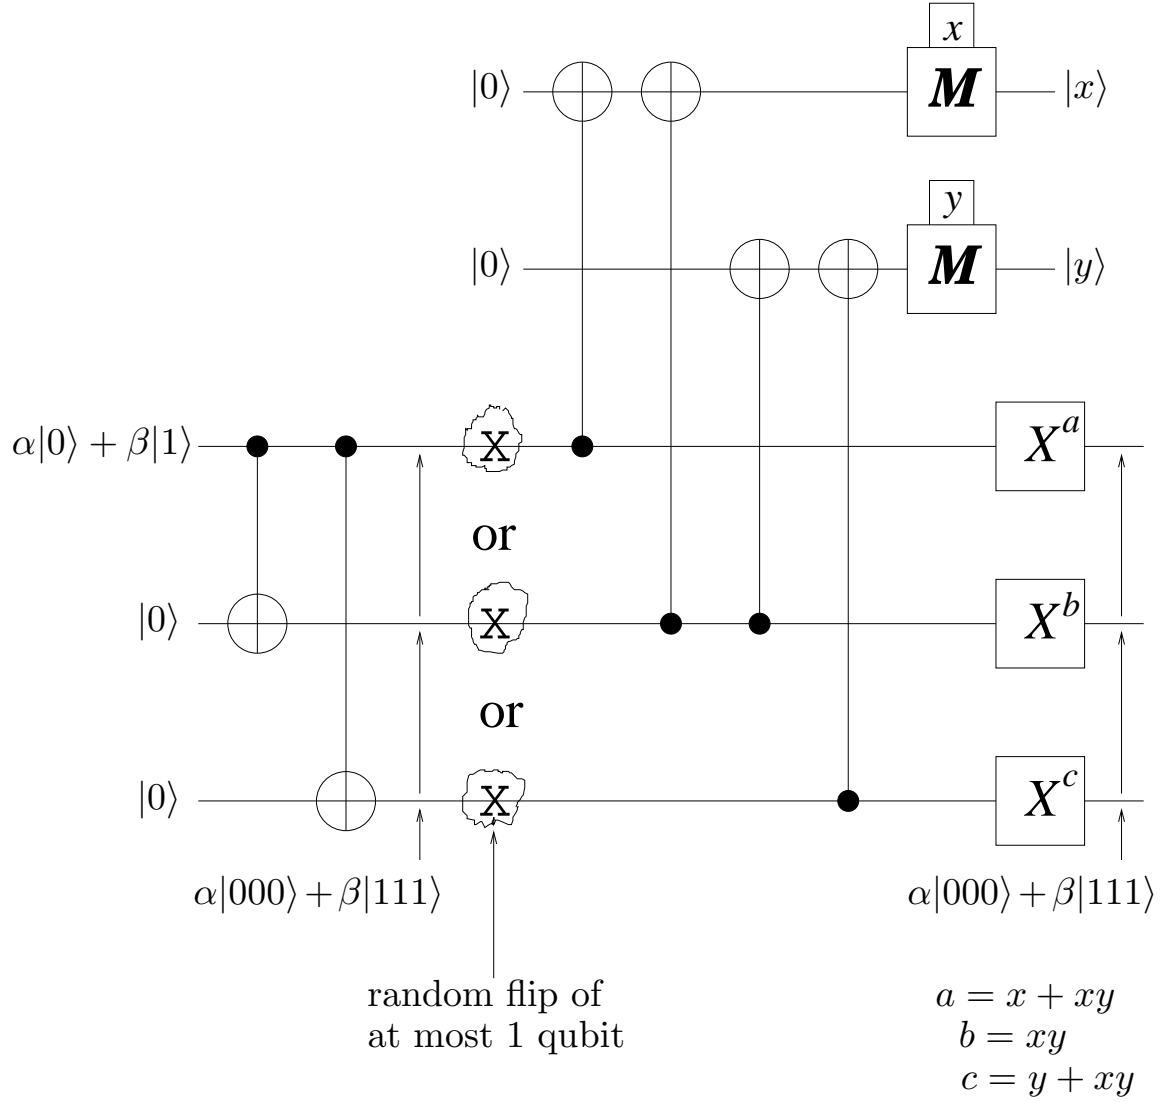 x
|0⟩ M |x⟩
y
|0⟩ M |y⟩
α|0⟩ + β|1⟩ X X^a
or
|0⟩ X X^b
or
|0⟩ X X^c
α|000⟩ + β|111⟩ α|000⟩ + β|111⟩
random flip of
at most 1 qubit
a = x + xy
b = xy
c = y + xy